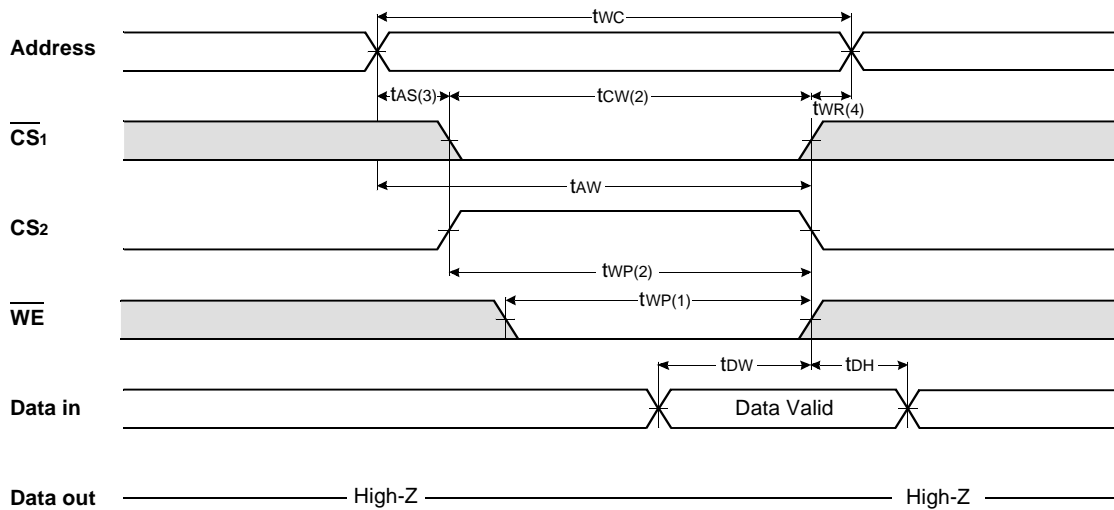 tWC
Address
tAS(3) tCW(2) tWR(4)
CS1
tAW
CS2
tWP(2)
WE
tWP(1)
tDW tDH
Data in Data Valid
Data out High-Z High-Z